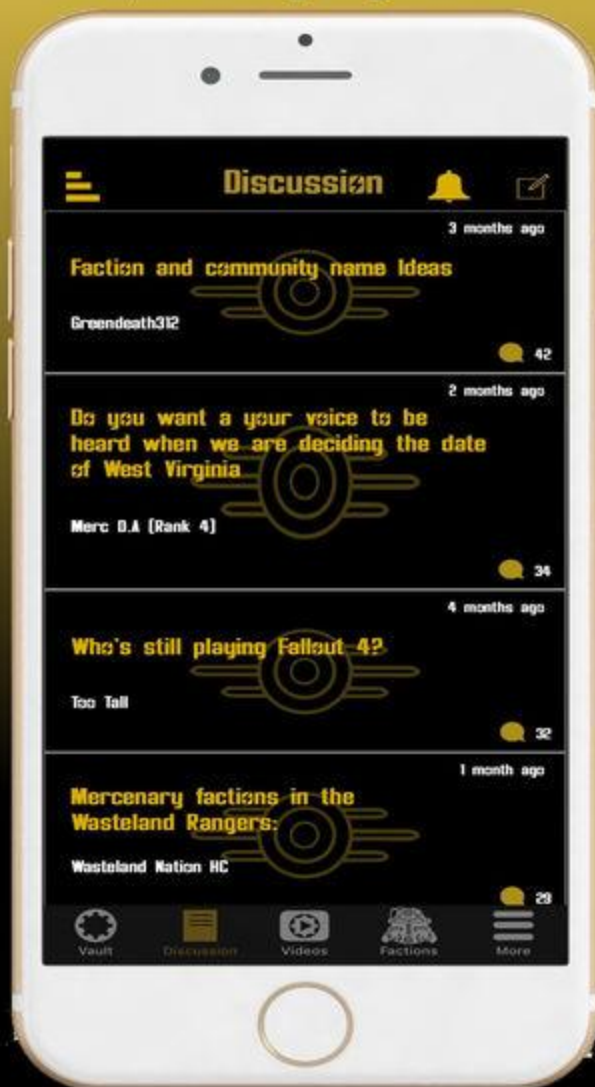 Discussion
3 months ago
Faction and community name Ideas
Greendeath312
42
2 months ago
Do you want a your voice to be
heard when we are deciding the date
of West Virginia
Merc D.A (Rank 4)
34
4 months ago
Who's still playing Fallout 4?
Too Tall
32
1 month ago
Mercenary factions in the
Wasteland Rangers:
Wasteland Nation HC
29
Vault Discussion Videos Factions More